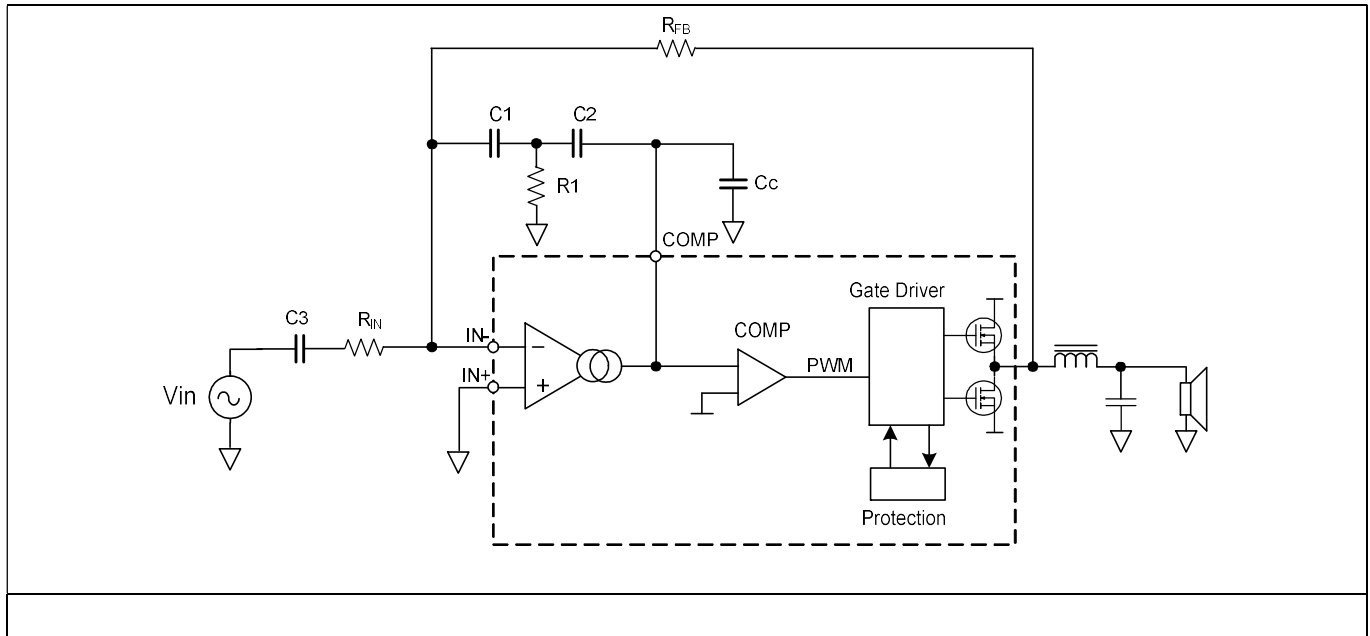 RFB
C1
C2
R1
Cc
COMP
Gate Driver
C3
RIN
IN-
COMP
IN+
PWM
Vin
Protection